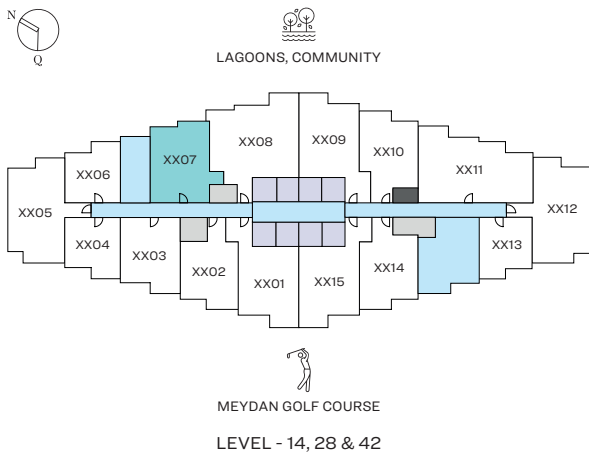 N
Q
LAGOONS, COMMUNITY
XX07
XX08
XX09
XX10
XX06
XX11
XX05
XX12
XX04
XX03
XX02
XX01
XX15
XX14
XX13
MEYDAN GOLF COURSE
LEVEL - 14, 28 & 42